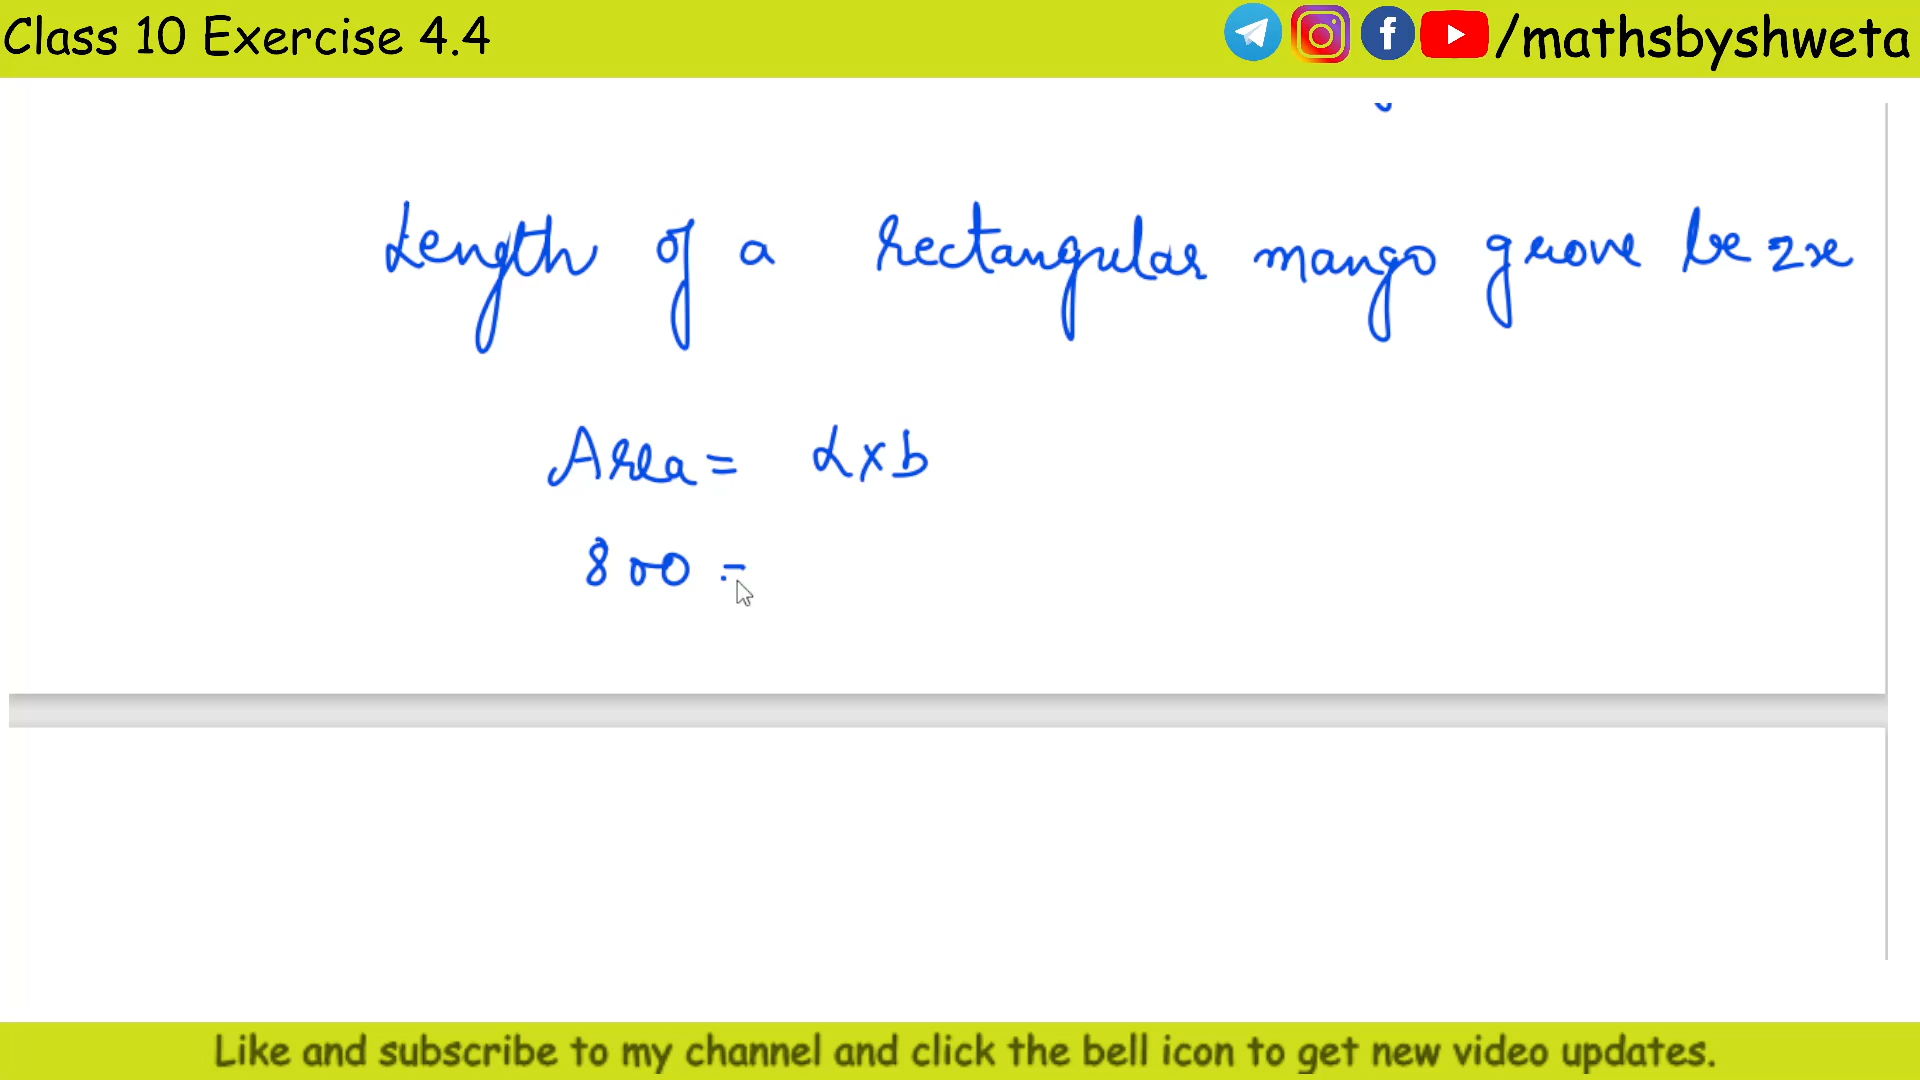 Class 10 Exercise 4.4
/mathsbyshweta
Length of a rectangular mango grove be 2x
Area = L×b
800 =
Like and subscribe to my channel and click the bell icon to get new video updates.